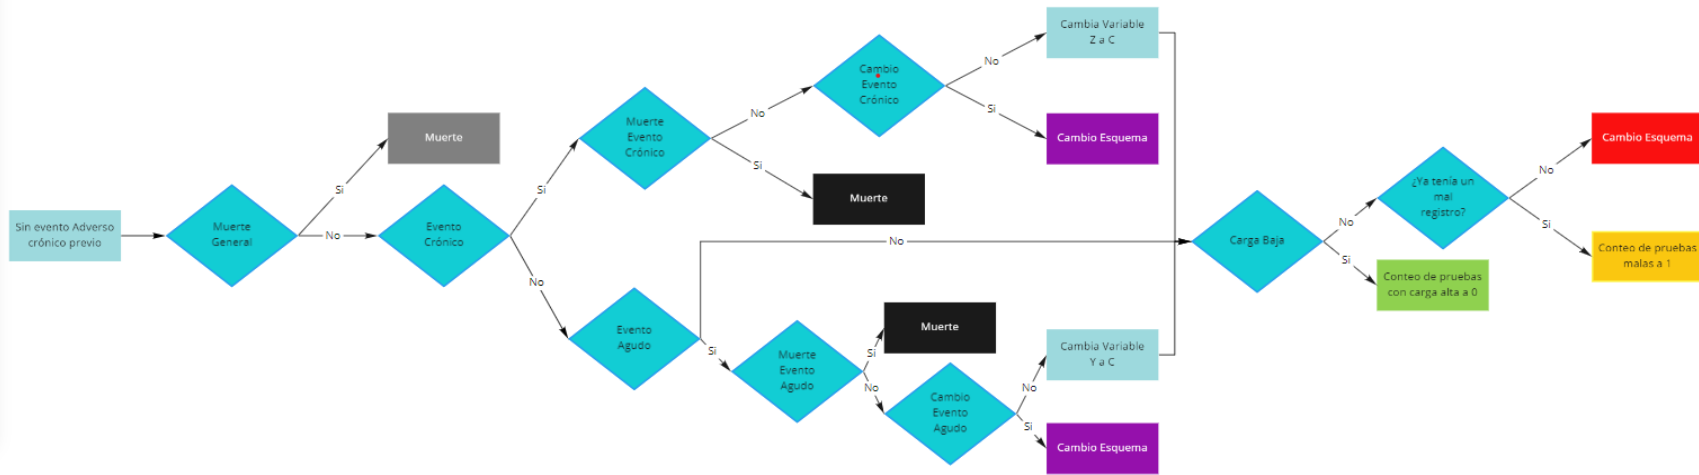 Sin evento Adverso
crónico previo
Muerte
General
Si
No
Muerte
Evento
Crónico
Si
No
Muerte
Evento
Crónico
No
Si
Muerte
Cambio
Evento
Crónico
No
Si
Cambia Variable
Z a C
Cambio Esquema
Evento
Agudo
No
Si
Muerte
Evento
Agudo
Si
No
Muerte
Cambio
Evento
Agudo
No
Si
Cambia Variable
Y a C
Cambio Esquema
Carga Baja
No
Si
¿Ya tenía un
mal
registro?
Conteo de pruebas
con carga alta a 0
No
Si
Cambio Esquema
Conteo de pruebas
malas a 1